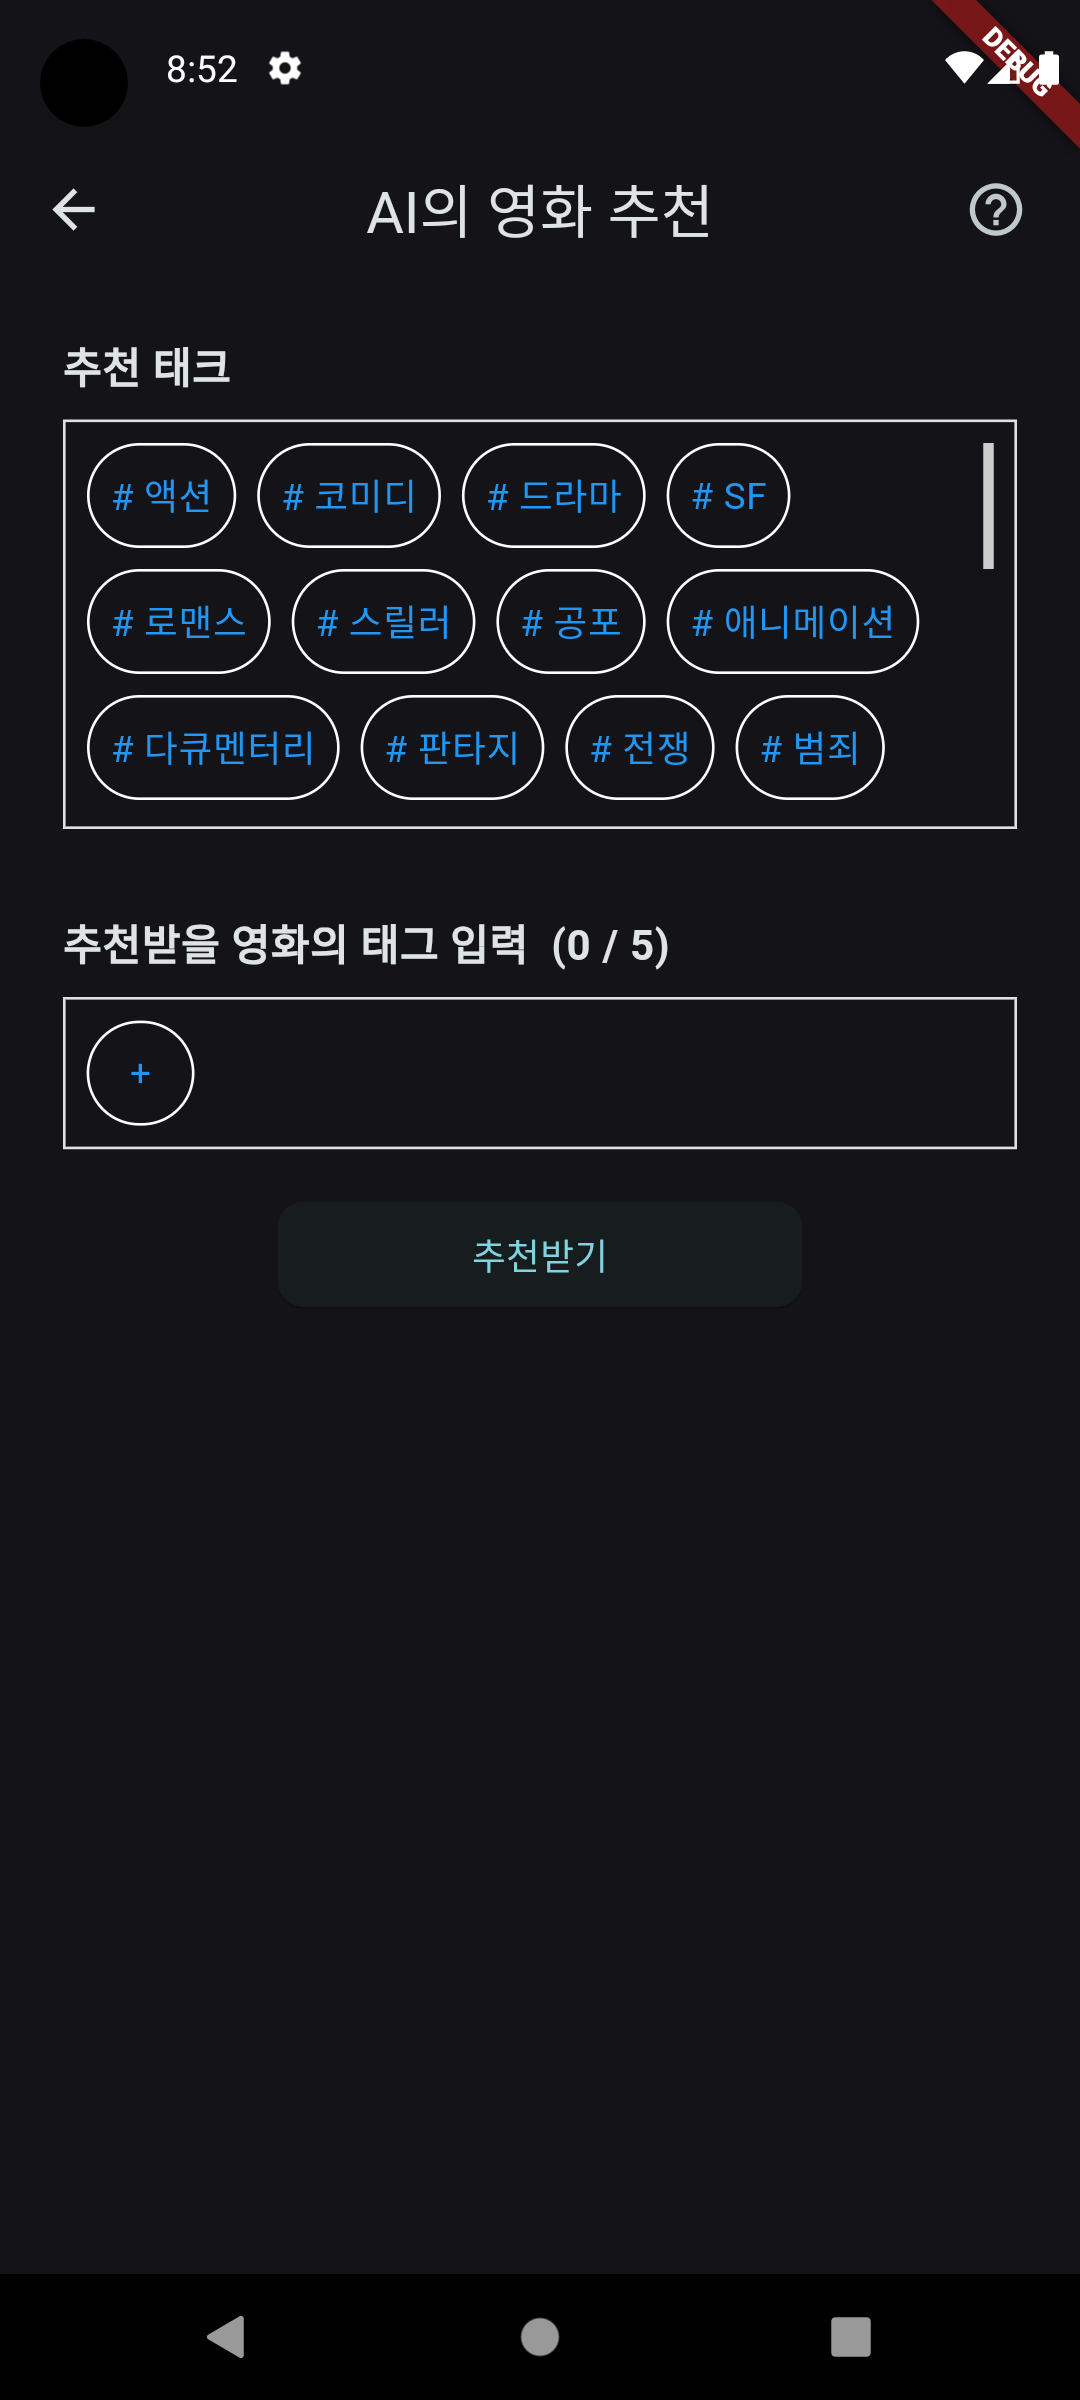 8:52
DEBUG
AI의 영화 추천
추천 태크
# 액션 # 코미디 # 드라마 # SF
# 로맨스 # 스릴러 # 공포 # 애니메이션
# 다큐멘터리 # 판타지 # 전쟁 # 범죄
추천받을 영화의 태그 입력 (0 / 5)
+
추천받기